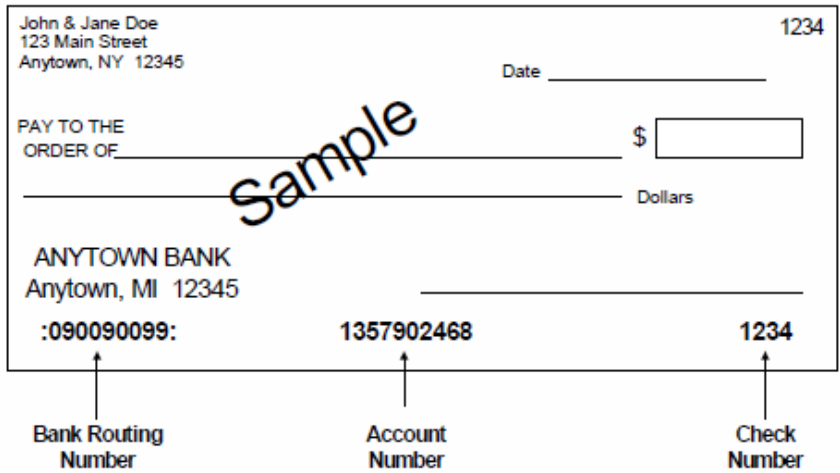 John & Jane Doe
123 Main Street
Anytown, NY 12345
1234
Date
PAY TO THE
ORDER OF
$
Sample
Dollars
ANYTOWN BANK
Anytown, MI 12345
:090090099:
1357902468
1234
Bank Routing
Number
Account
Number
Check
Number